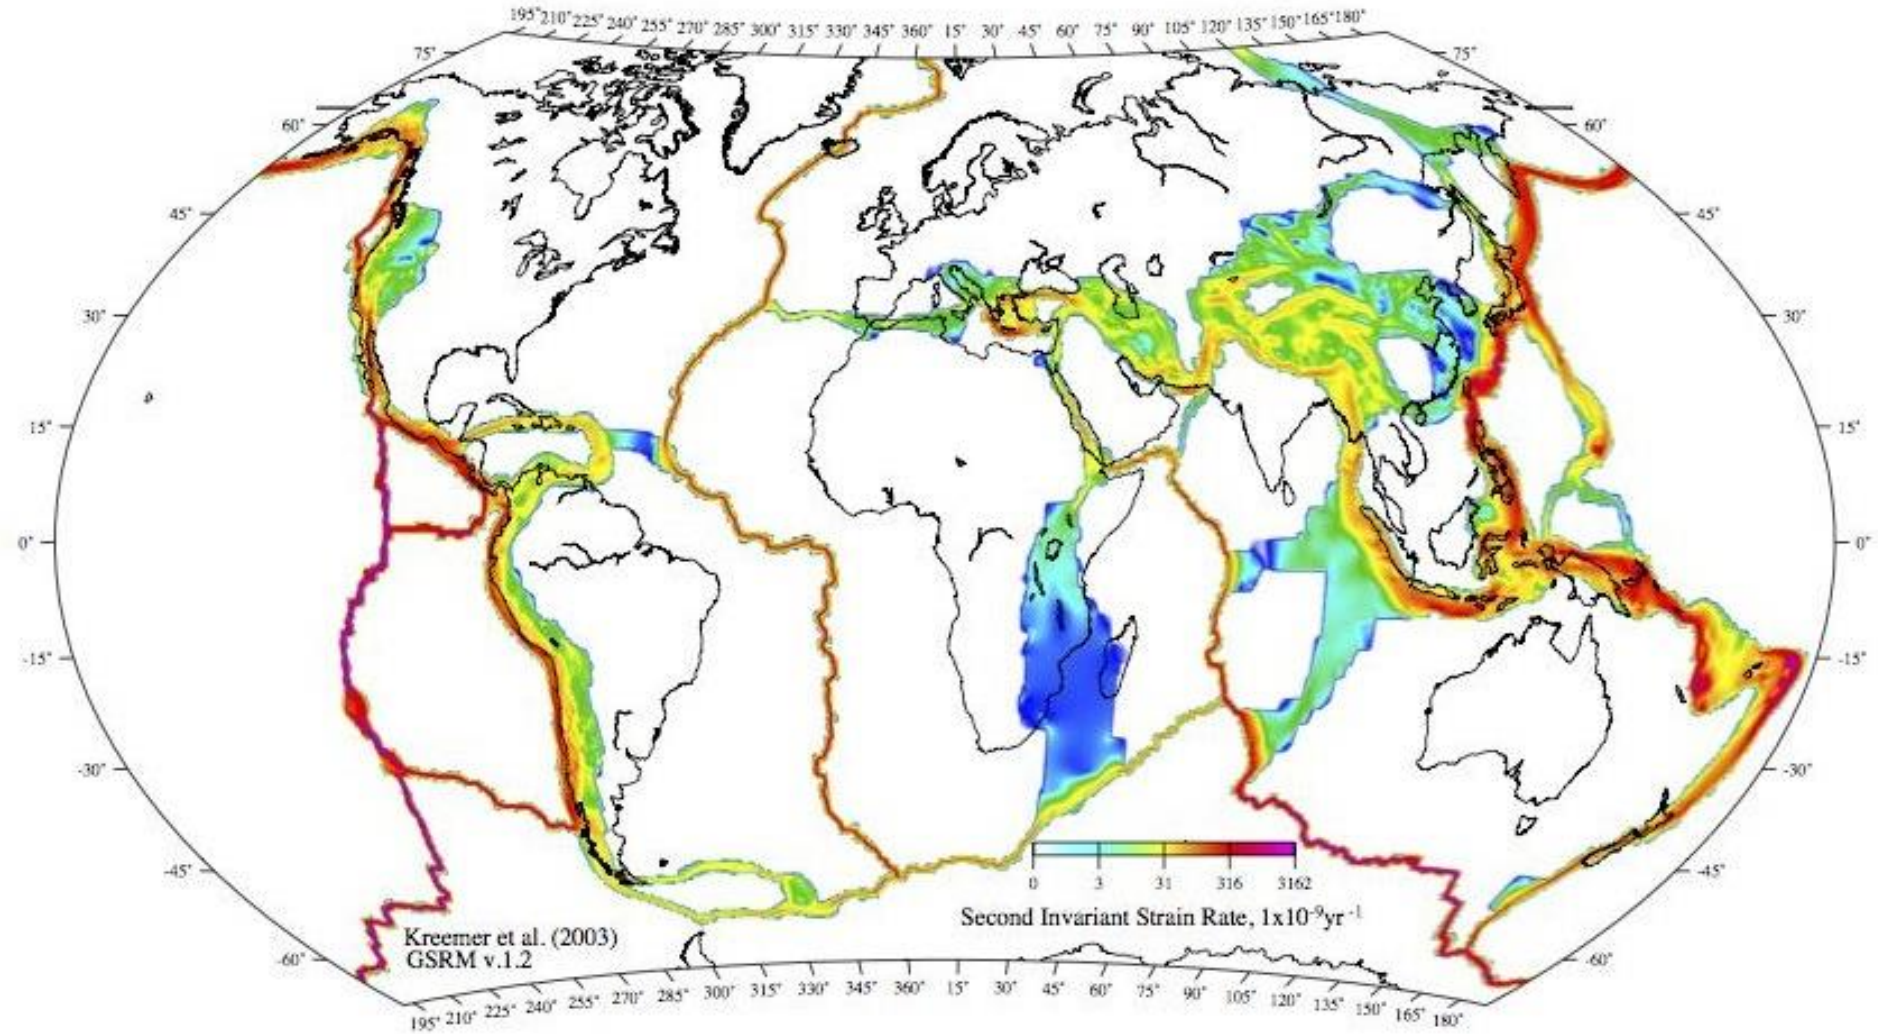 195° 210° 225° 240° 255° 270° 285° 300° 315° 330° 345° 360° 15° 30° 45° 60° 75° 90° 105° 120° 135° 150° 165° 180°
75° 75°
60° 60°
45° 45°
30° 30°
15° 15°
0° 0°
-15° -15°
-30° -30°
0 3 31 316 3162
-45° -45°
Second Invariant Strain Rate, 1x10⁻⁹yr⁻¹
Kreemer et al. (2003)
GSRM v.1.2
-60° -60°
195° 210° 225° 240° 255° 270° 285° 300° 315° 330° 345° 360° 15° 30° 45° 60° 75° 90° 105° 120° 135° 150° 165° 180°